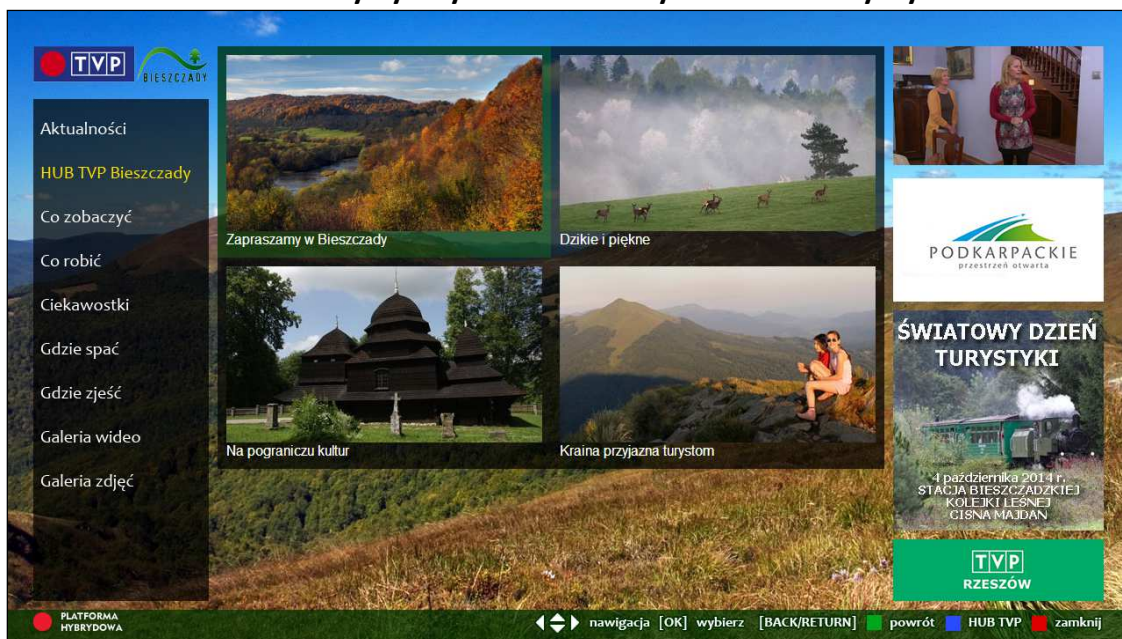 TVP
BIESZCZADY
Aktualności
HUB TVP Bieszczady
Co zobaczyć
Co robić
Ciekawostki
Gdzie spać
Gdzie zjeść
Galeria wideo
Galeria zdjęć
Zapraszamy w Bieszczady
Dzikie i piękne
Na pograniczu kultur
Kraina przyjazna turystom
PODKARPACKIE
przestrzeń otwarta
ŚWIATOWY DZIEŃ
TURYSTYKI
4 października 2014 r.
STACJA BIESZCZADZKIEJ
KOLEJKI LEŚNEJ
CISNA MAJDAN
TVP
RZESZÓW
PLATFORMA
HYBRYDOWA
nawigacja [OK] wybierz [BACK/RETURN] powrót HUB TVP zamknij